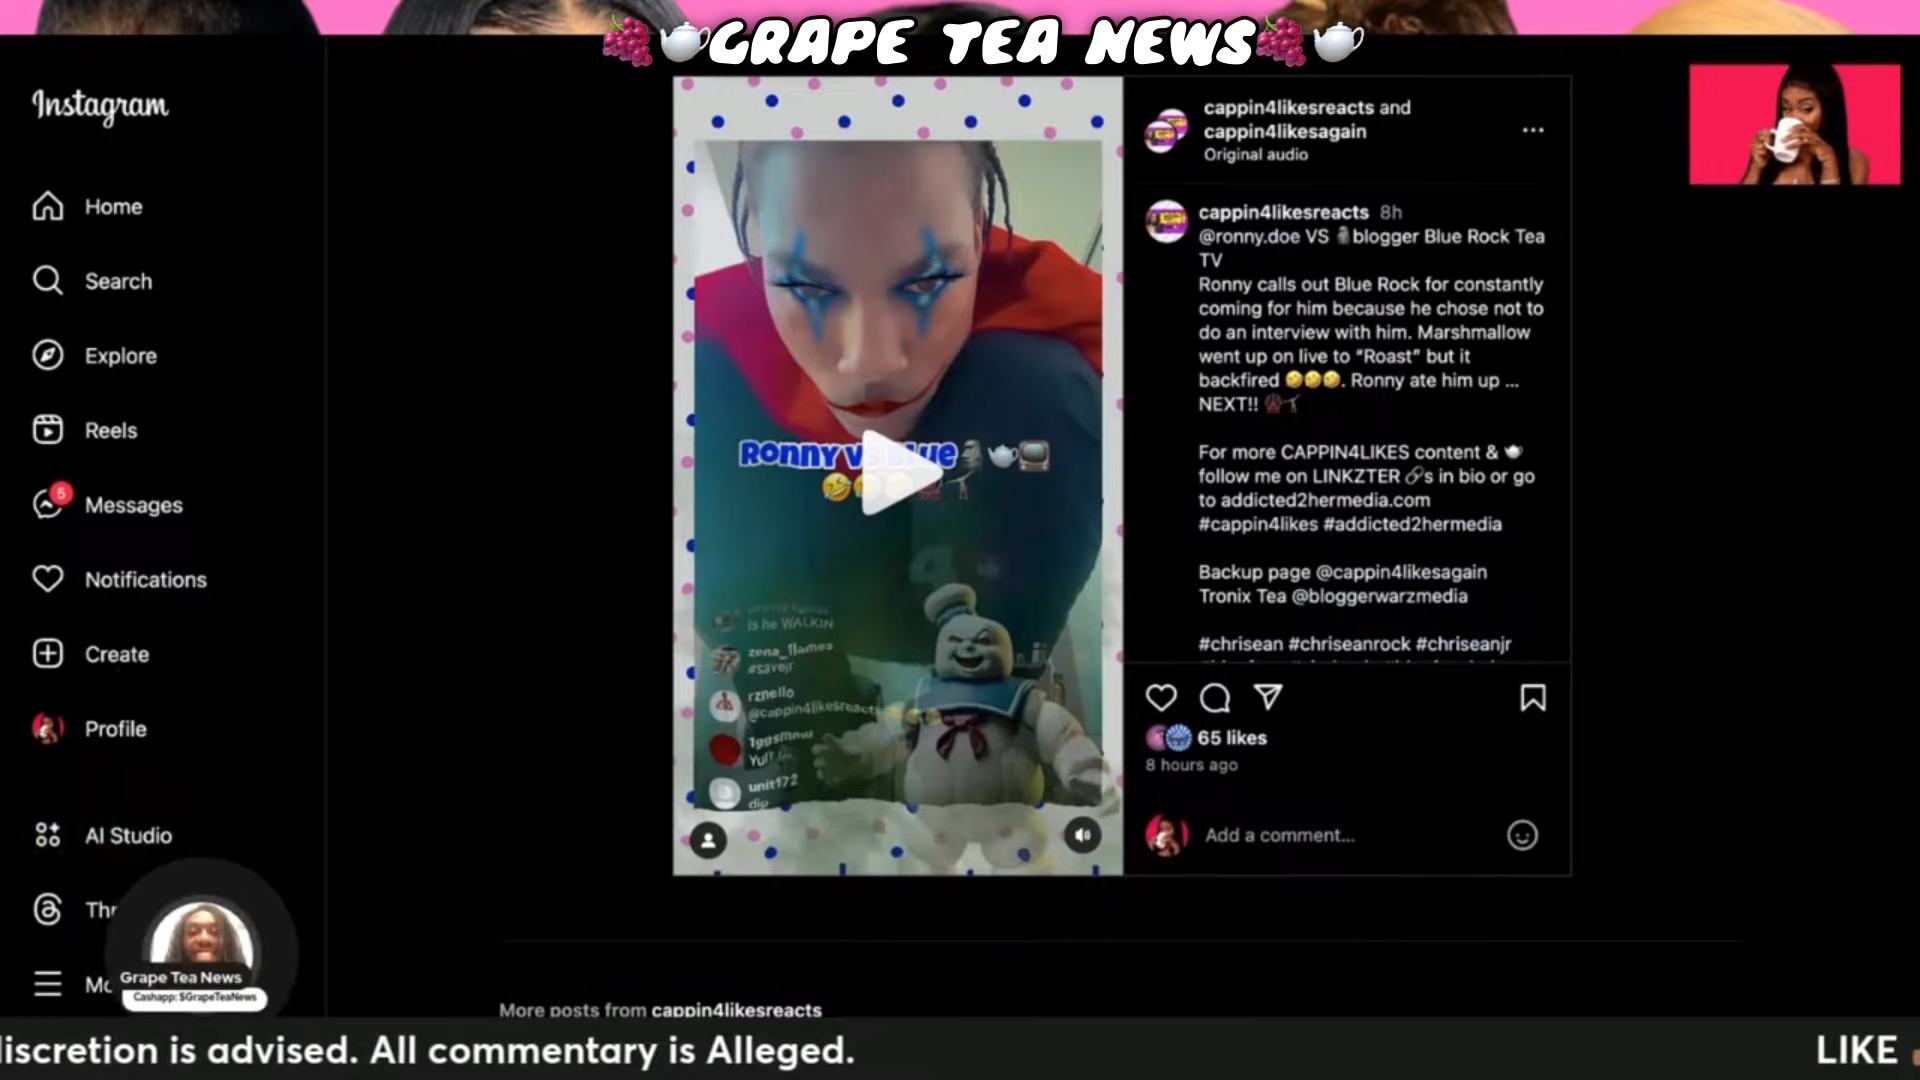 GRAPE TEA NEWS
Instagram
Home
Search
Explore
Reels
5
Messages
Notifications
Create
Profile
AI Studio
Grape Tea News
Cashapp: $GrapeTeaNews
Ronny
is he WALKIN
zena_flames
#savejr
rznello
@cappin4likesreacts
unit172
dip
cappin4likesreacts and
cappin4likesagain
Original audio
cappin4likesreacts 8h
@ronny.doe VS 🗿blogger Blue Rock Tea
TV
Ronny calls out Blue Rock for constantly
coming for him because he chose not to
do an interview with him. Marshmallow
went up on live to “Roast” but it
backfired 🤣🤣🤣. Ronny ate him up ...
NEXT!!
For more CAPPIN4LIKES content & 🫖
follow me on LINKZTER 🔗s in bio or go
to addicted2hermedia.com
#cappin4likes #addicted2hermedia
Backup page @cappin4likesagain
Tronix Tea @bloggerwarzmedia
#chrisean #chriseanrock #chriseanjr
65 likes
8 hours ago
Add a comment...
More posts from cappin4likesreacts
discretion is advised. All commentary is Alleged.
LIKE